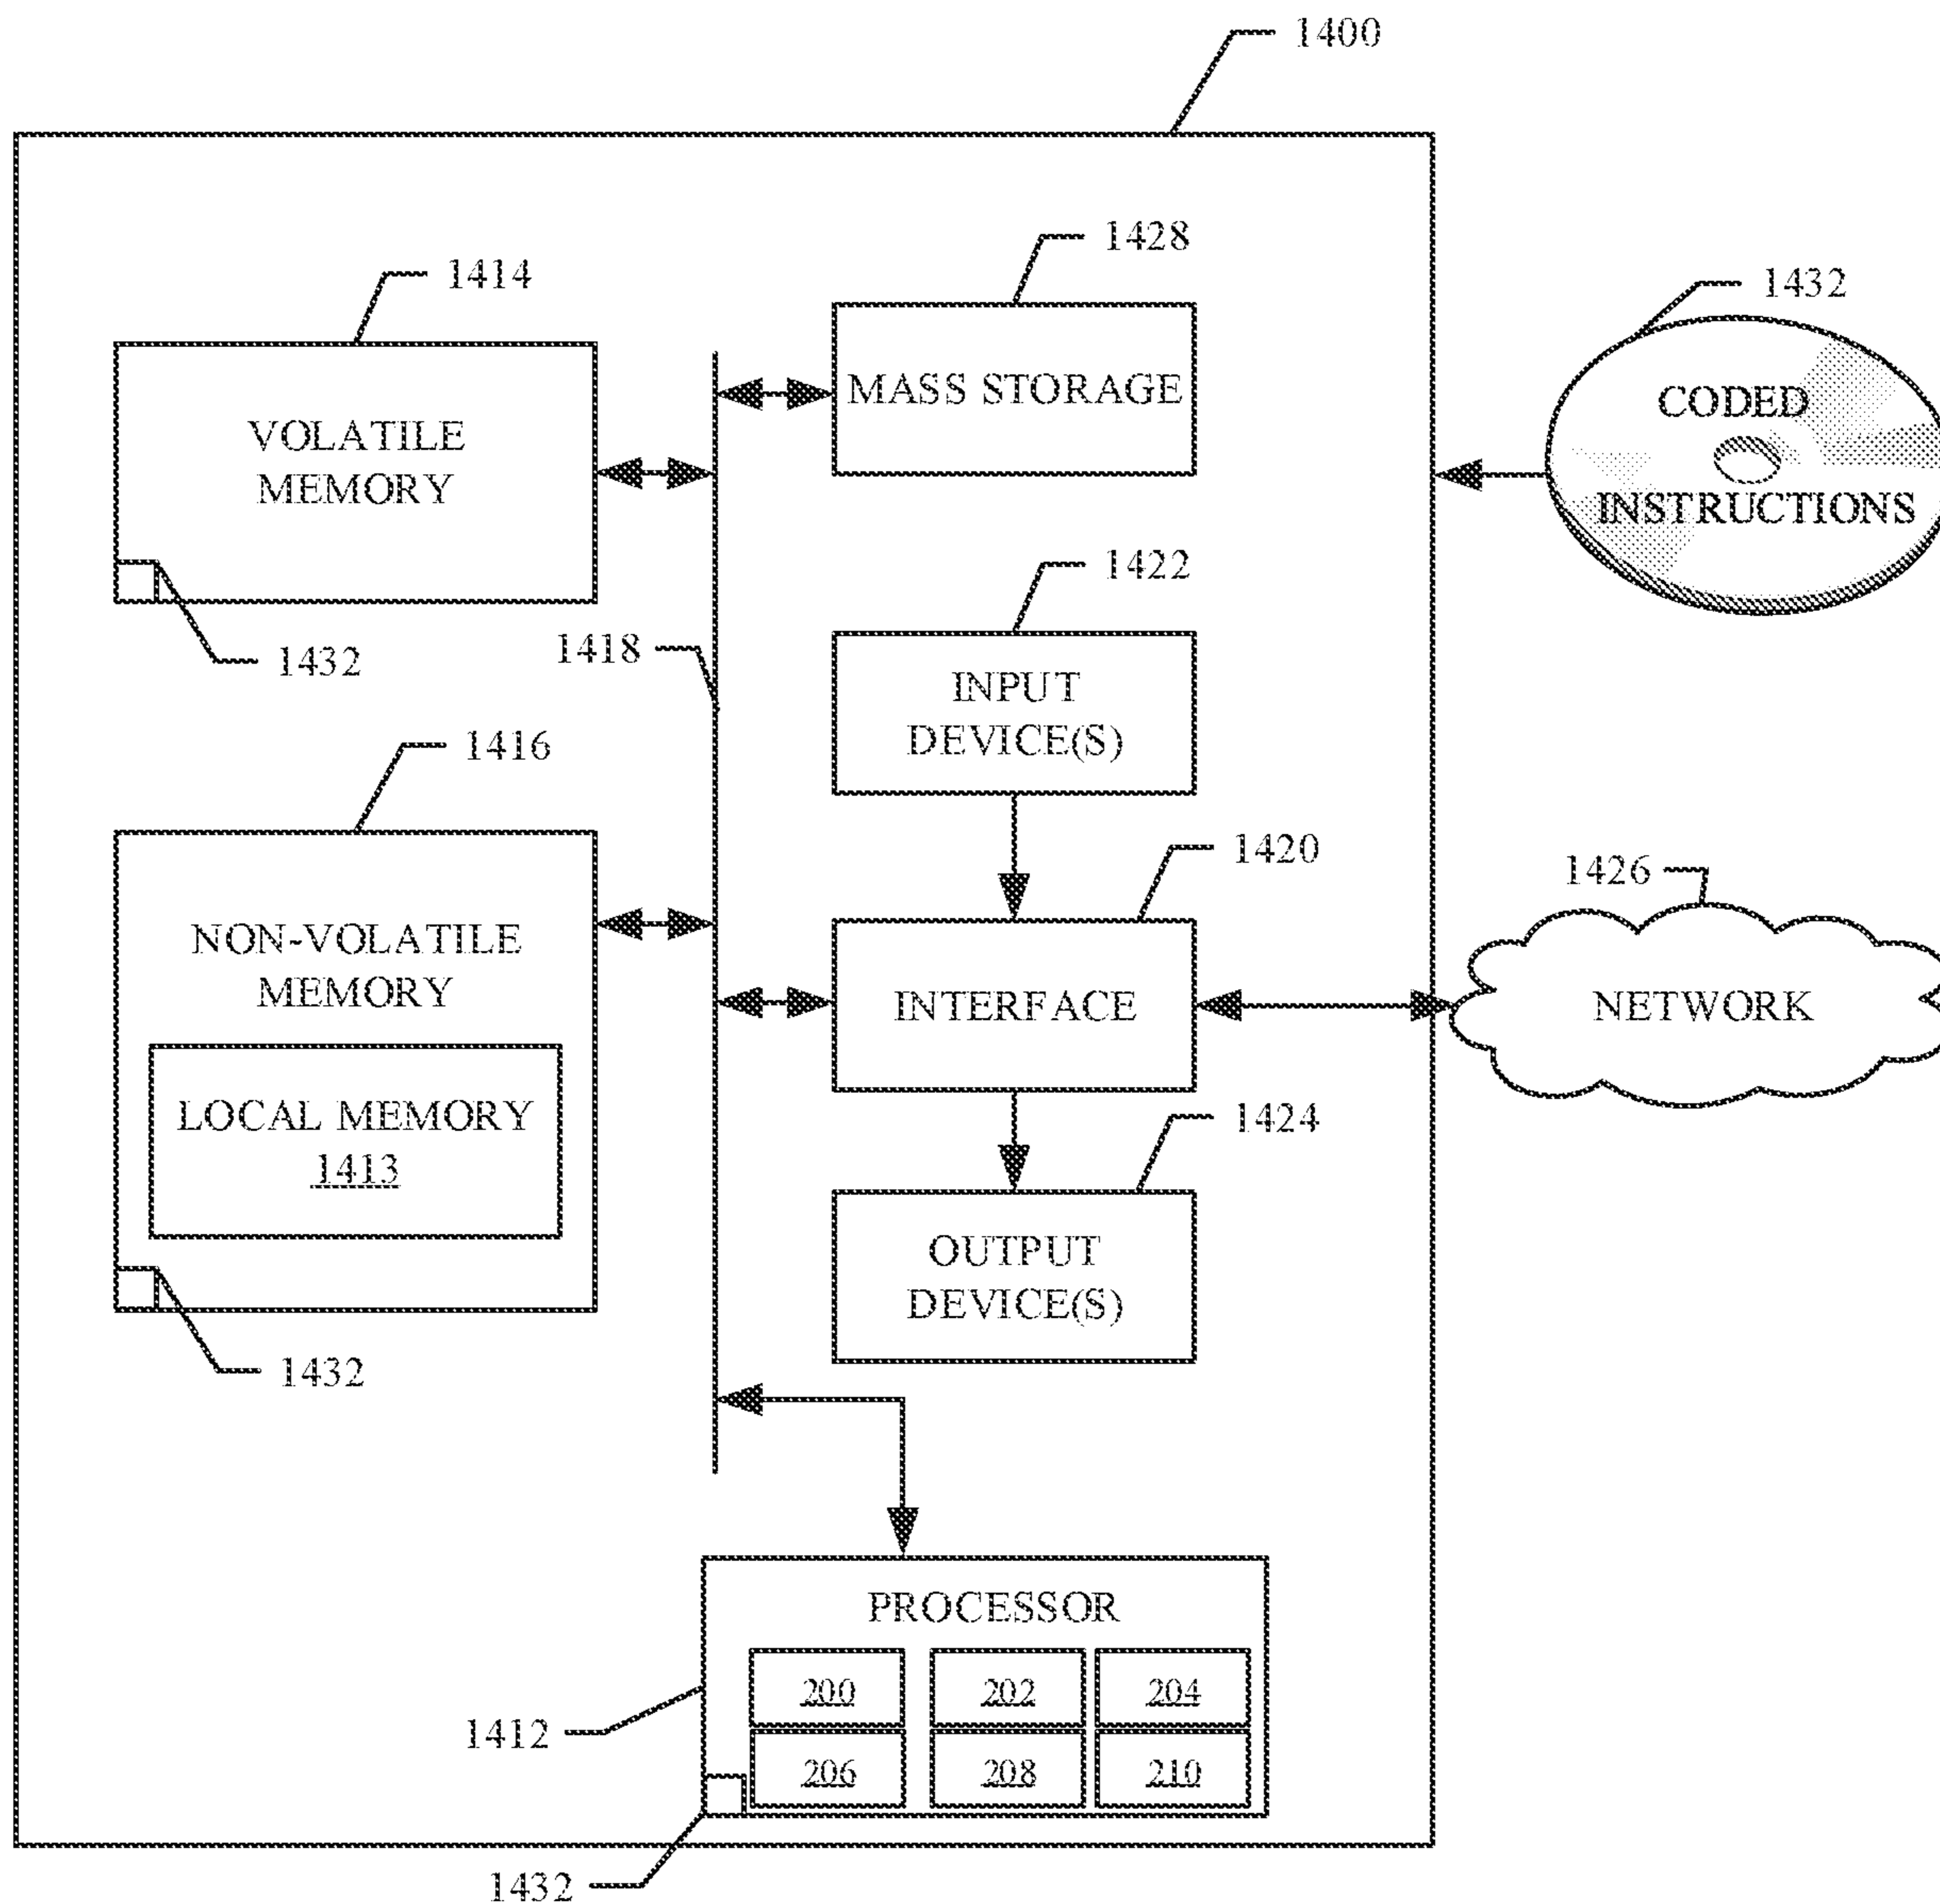 1400
1428
1414
1432
MASS STORAGE
VOLATILE
MEMORY
CODED
INSTRUCTIONS
1422
1432
1418
INPUT
DEVICE(S)
1416
1420
1426
NON-VOLATILE
MEMORY
INTERFACE
NETWORK
LOCAL MEMORY
1413
1424
OUTPUT
DEVICE(S)
1432
PROCESSOR
200 202 204
1412
206 208 210
1432